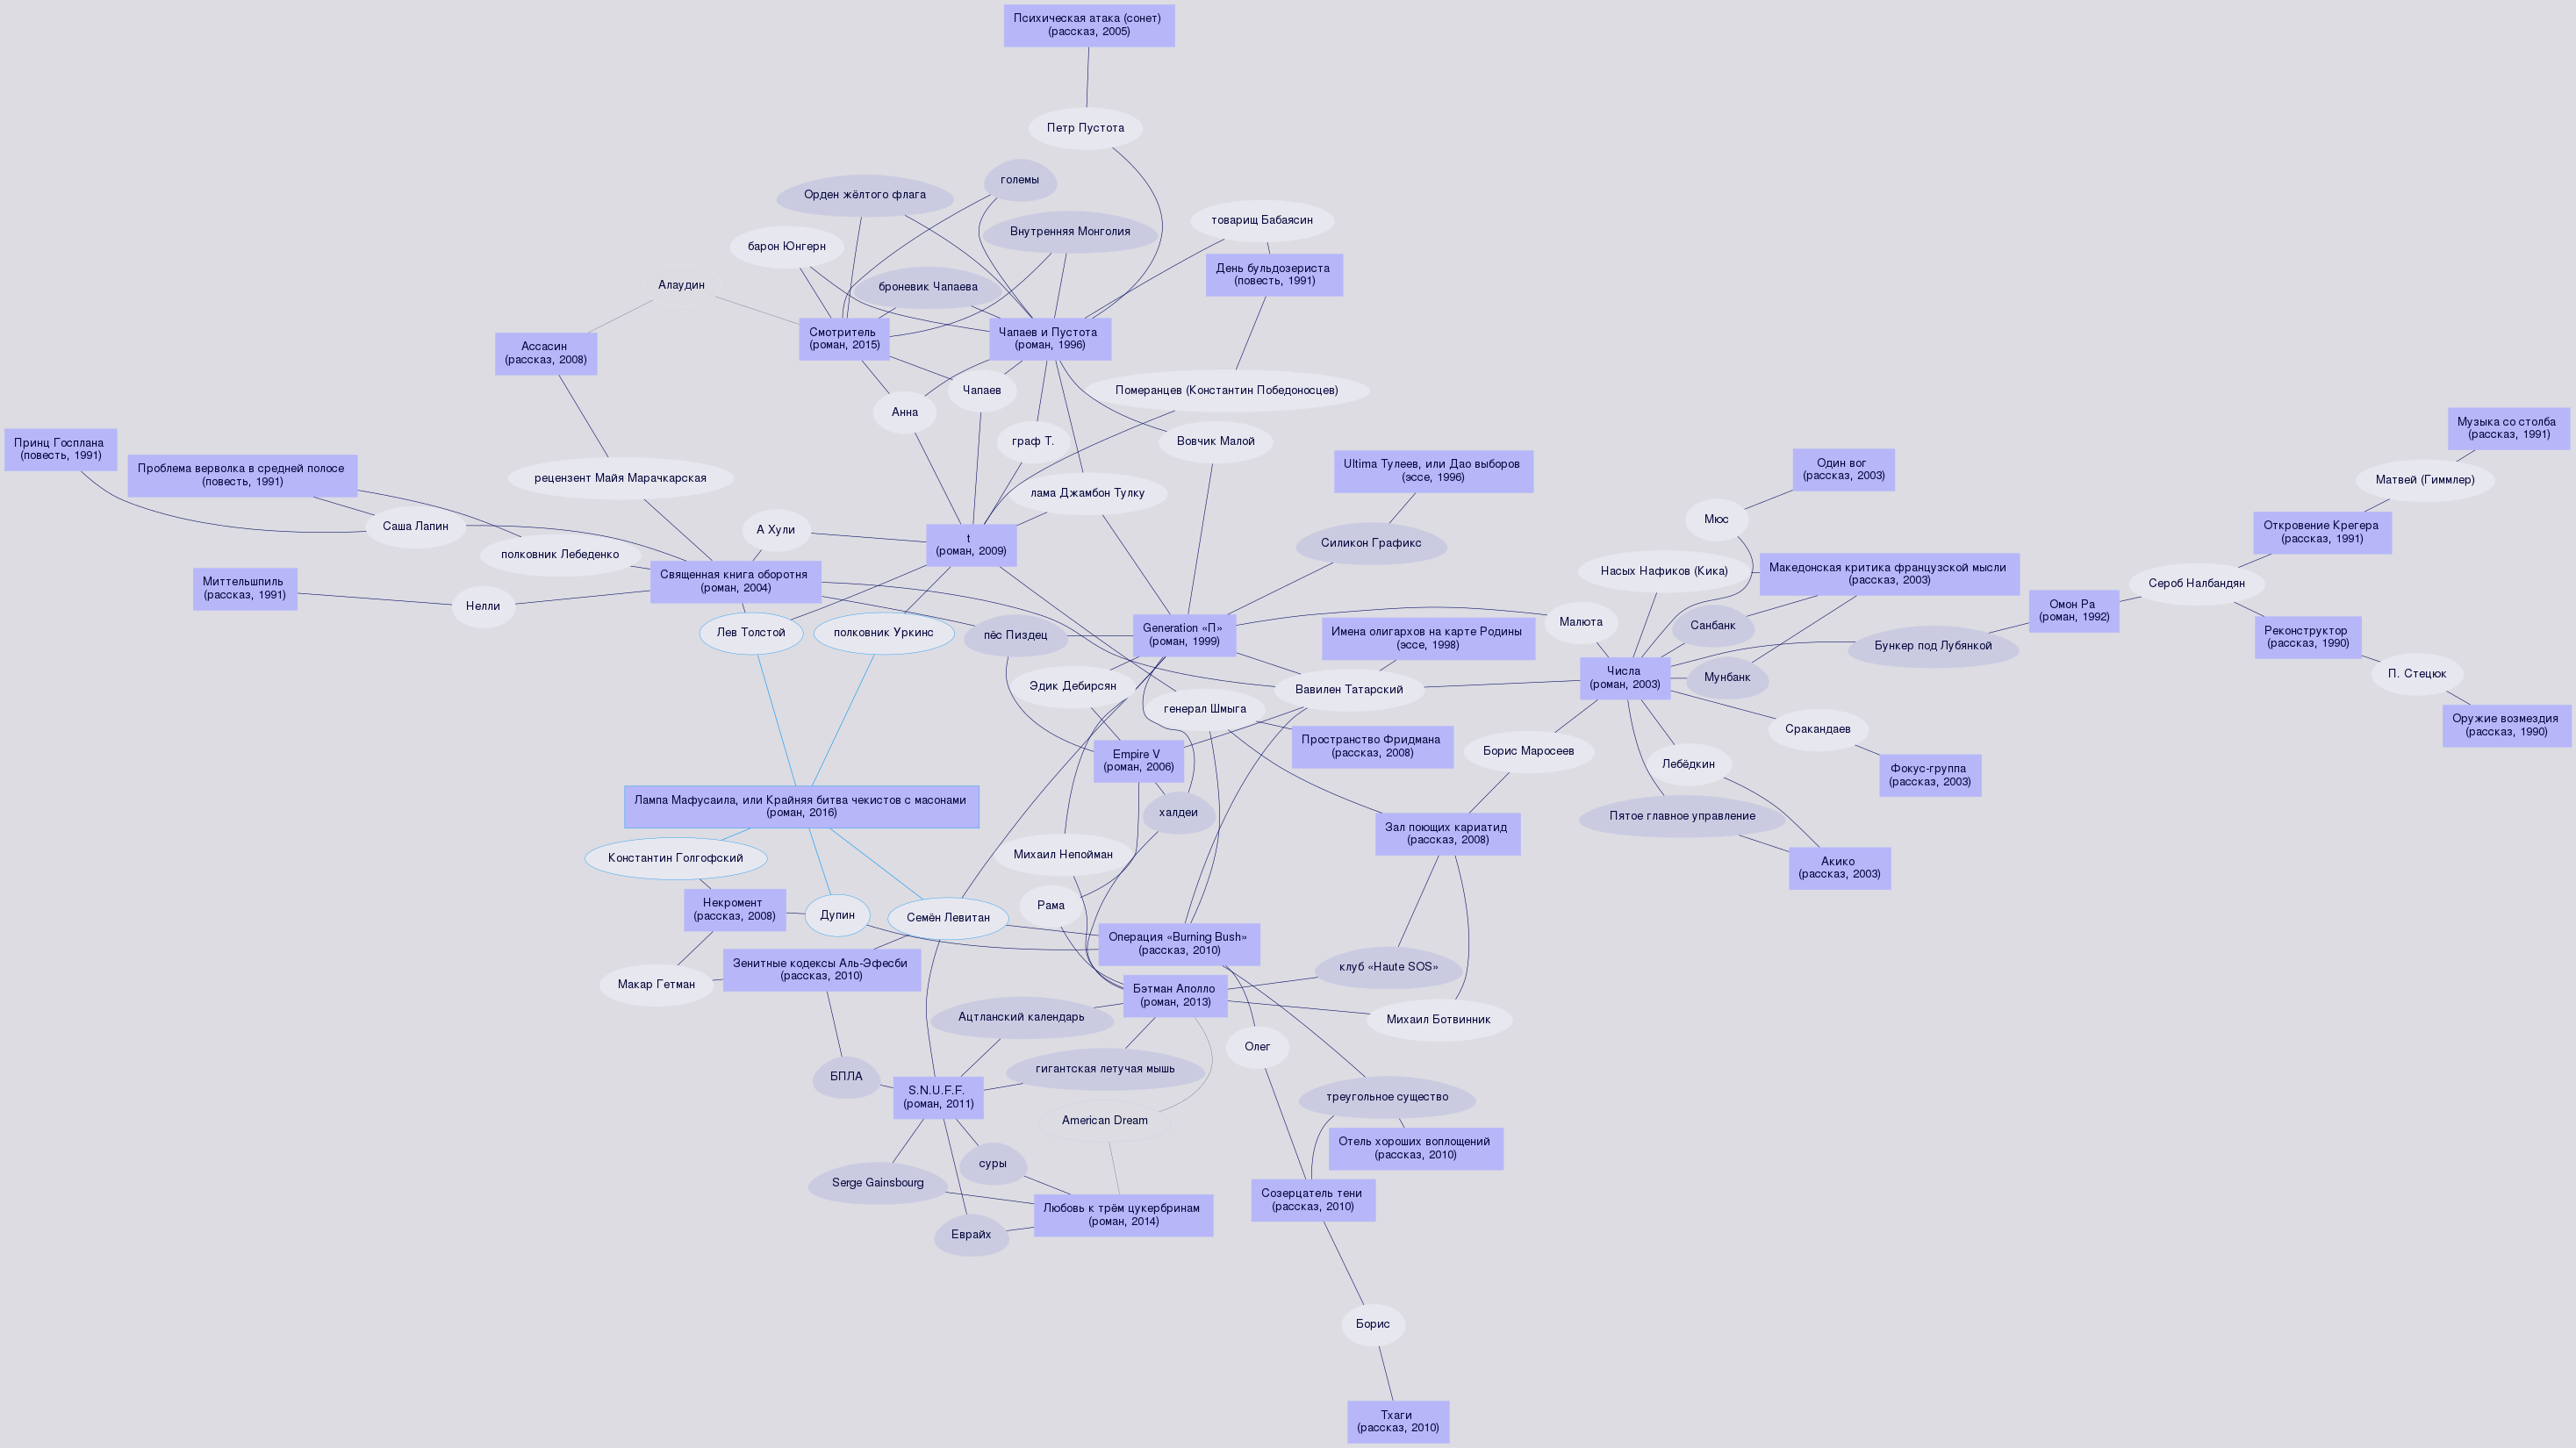 Психическая атака (сонет)
(рассказ, 2005)
Петр Пустота
големы
Орден жёлтого флага
товарищ Бабаясин
Внутренняя Монголия
барон Юнгерн
День бульдозериста
(повесть, 1991)
Алаудин
броневик Чапаева
Смотритель
(роман, 2015)
Чапаев и Пустота
(роман, 1996)
Ассасин
(рассказ, 2008)
Чапаев
Померанцев (Константин Победоносцев)
Анна
Музыка со столба
(рассказ, 1991)
Принц Госплана
(повесть, 1991)
граф Т.
Вовчик Малой
Проблема верволка в средней полосе
(повесть, 1991)
Ultima Тулеев, или Дао выборов
(эссе, 1996)
Один вог
(рассказ, 2003)
рецензент Майя Марачкарская
Матвей (Гиммлер)
лама Джамбон Тулку
Мюс
Саша Лапин
А Хули
Откровение Крегера
(рассказ, 1991)
t
(роман, 2009)
Силикон Графикс
полковник Лебеденко
Насых Нафиков (Кика)
Македонская критика французской мысли
(рассказ, 2003)
Священная книга оборотня
(роман, 2004)
Сероб Налбандян
Миттельшпиль
(рассказ, 1991)
Нелли
Омон Ра
(роман, 1992)
Малюта
Санбанк
Лев Толстой
полковник Уркинс
пёс Пиздец
Generation «П»
(роман, 1999)
Имена олигархов на карте Родины
(эссе, 1998)
Бункер под Лубянкой
Реконструктор
(рассказ, 1990)
Числа
(роман, 2003)
Мунбанк
П. Стецюк
Эдик Дебирсян
Вавилен Татарский
генерал Шмыга
Оружие возмездия
(рассказ, 1990)
Сракандаев
Пространство Фридмана
(рассказ, 2008)
Борис Маросеев
Empire V
(роман, 2006)
Лебёдкин
Фокус-группа
(рассказ, 2003)
Лампа Мафусаила, или Крайняя битва чекистов с масонами
(роман, 2016)
халдеи
Пятое главное управление
Зал поющих кариатид
(рассказ, 2008)
Константин Голгофский
Михаил Непойман
Акико
(рассказ, 2003)
Некромент
(рассказ, 2008)
Дупин
Семён Левитан
Рама
Операция «Burning Bush»
(рассказ, 2010)
Зенитные кодексы Аль-Эфесби
(рассказ, 2010)
клуб «Haute SOS»
Макар Гетман
Бэтман Аполло
(роман, 2013)
Ацтланский календарь
Михаил Ботвинник
Олег
гигантская летучая мышь
БПЛА
S.N.U.F.F.
(роман, 2011)
треугольное существо
American Dream
Отель хороших воплощений
(рассказ, 2010)
суры
Serge Gainsbourg
Созерцатель тени
(рассказ, 2010)
Любовь к трём цукербринам
(роман, 2014)
Еврайх
Борис
Тхаги
(рассказ, 2010)